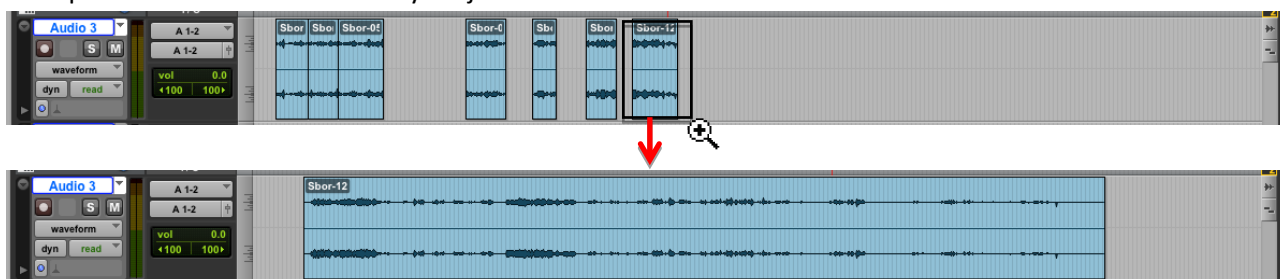 Audio 3
A 1-2
S M
A 1-2
waveform
vol 0.0
dyn read
100 100
Sbor Sbor Sbor-05 Sbor-0 Sbor Sbor Sbor-12
Audio 3
A 1-2
S M
A 1-2
waveform
vol 0.0
dyn read
100 100
Sbor-12